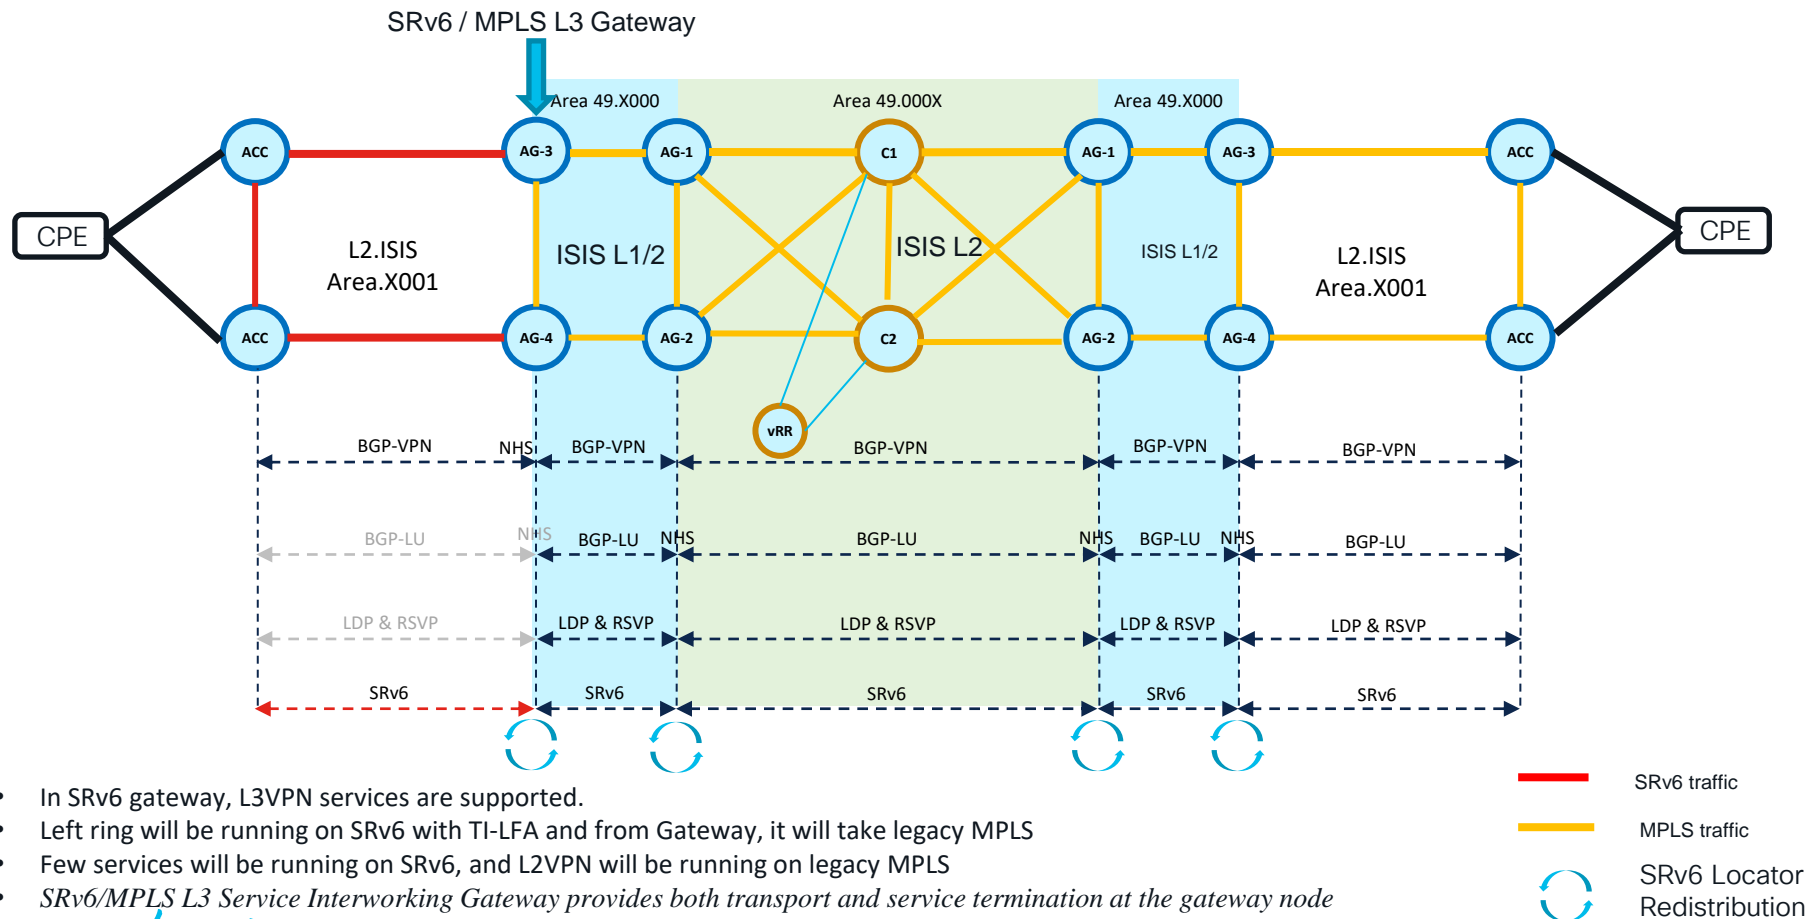 SRv6 / MPLS L3 Gateway
Area 49.X000
Area 49.000X
Area 49.X000
ACC
AG-3
AG-1
C1
AG-1
AG-3
ACC
CPE
L2.ISIS
Area.X001
ISIS L1/2
ISIS L2
ISIS L1/2
L2.ISIS
Area.X001
CPE
ACC
AG-4
AG-2
C2
AG-2
AG-4
ACC
vRR
BGP-VPN
NHS
BGP-VPN
BGP-VPN
BGP-VPN
BGP-VPN
BGP-LU
NHS
BGP-LU
NHS
BGP-LU
NHS
BGP-LU
NHS
BGP-LU
LDP & RSVP
LDP & RSVP
LDP & RSVP
LDP & RSVP
LDP & RSVP
SRv6
SRv6
SRv6
SRv6
SRv6
• In SRv6 gateway, L3VPN services are supported.
• Left ring will be running on SRv6 with TI-LFA and from Gateway, it will take legacy MPLS
• Few services will be running on SRv6, and L2VPN will be running on legacy MPLS
• SRv6/MPLS L3 Service Interworking Gateway provides both transport and service termination at the gateway node
SRv6 traffic
MPLS traffic
SRv6 Locator
Redistribution